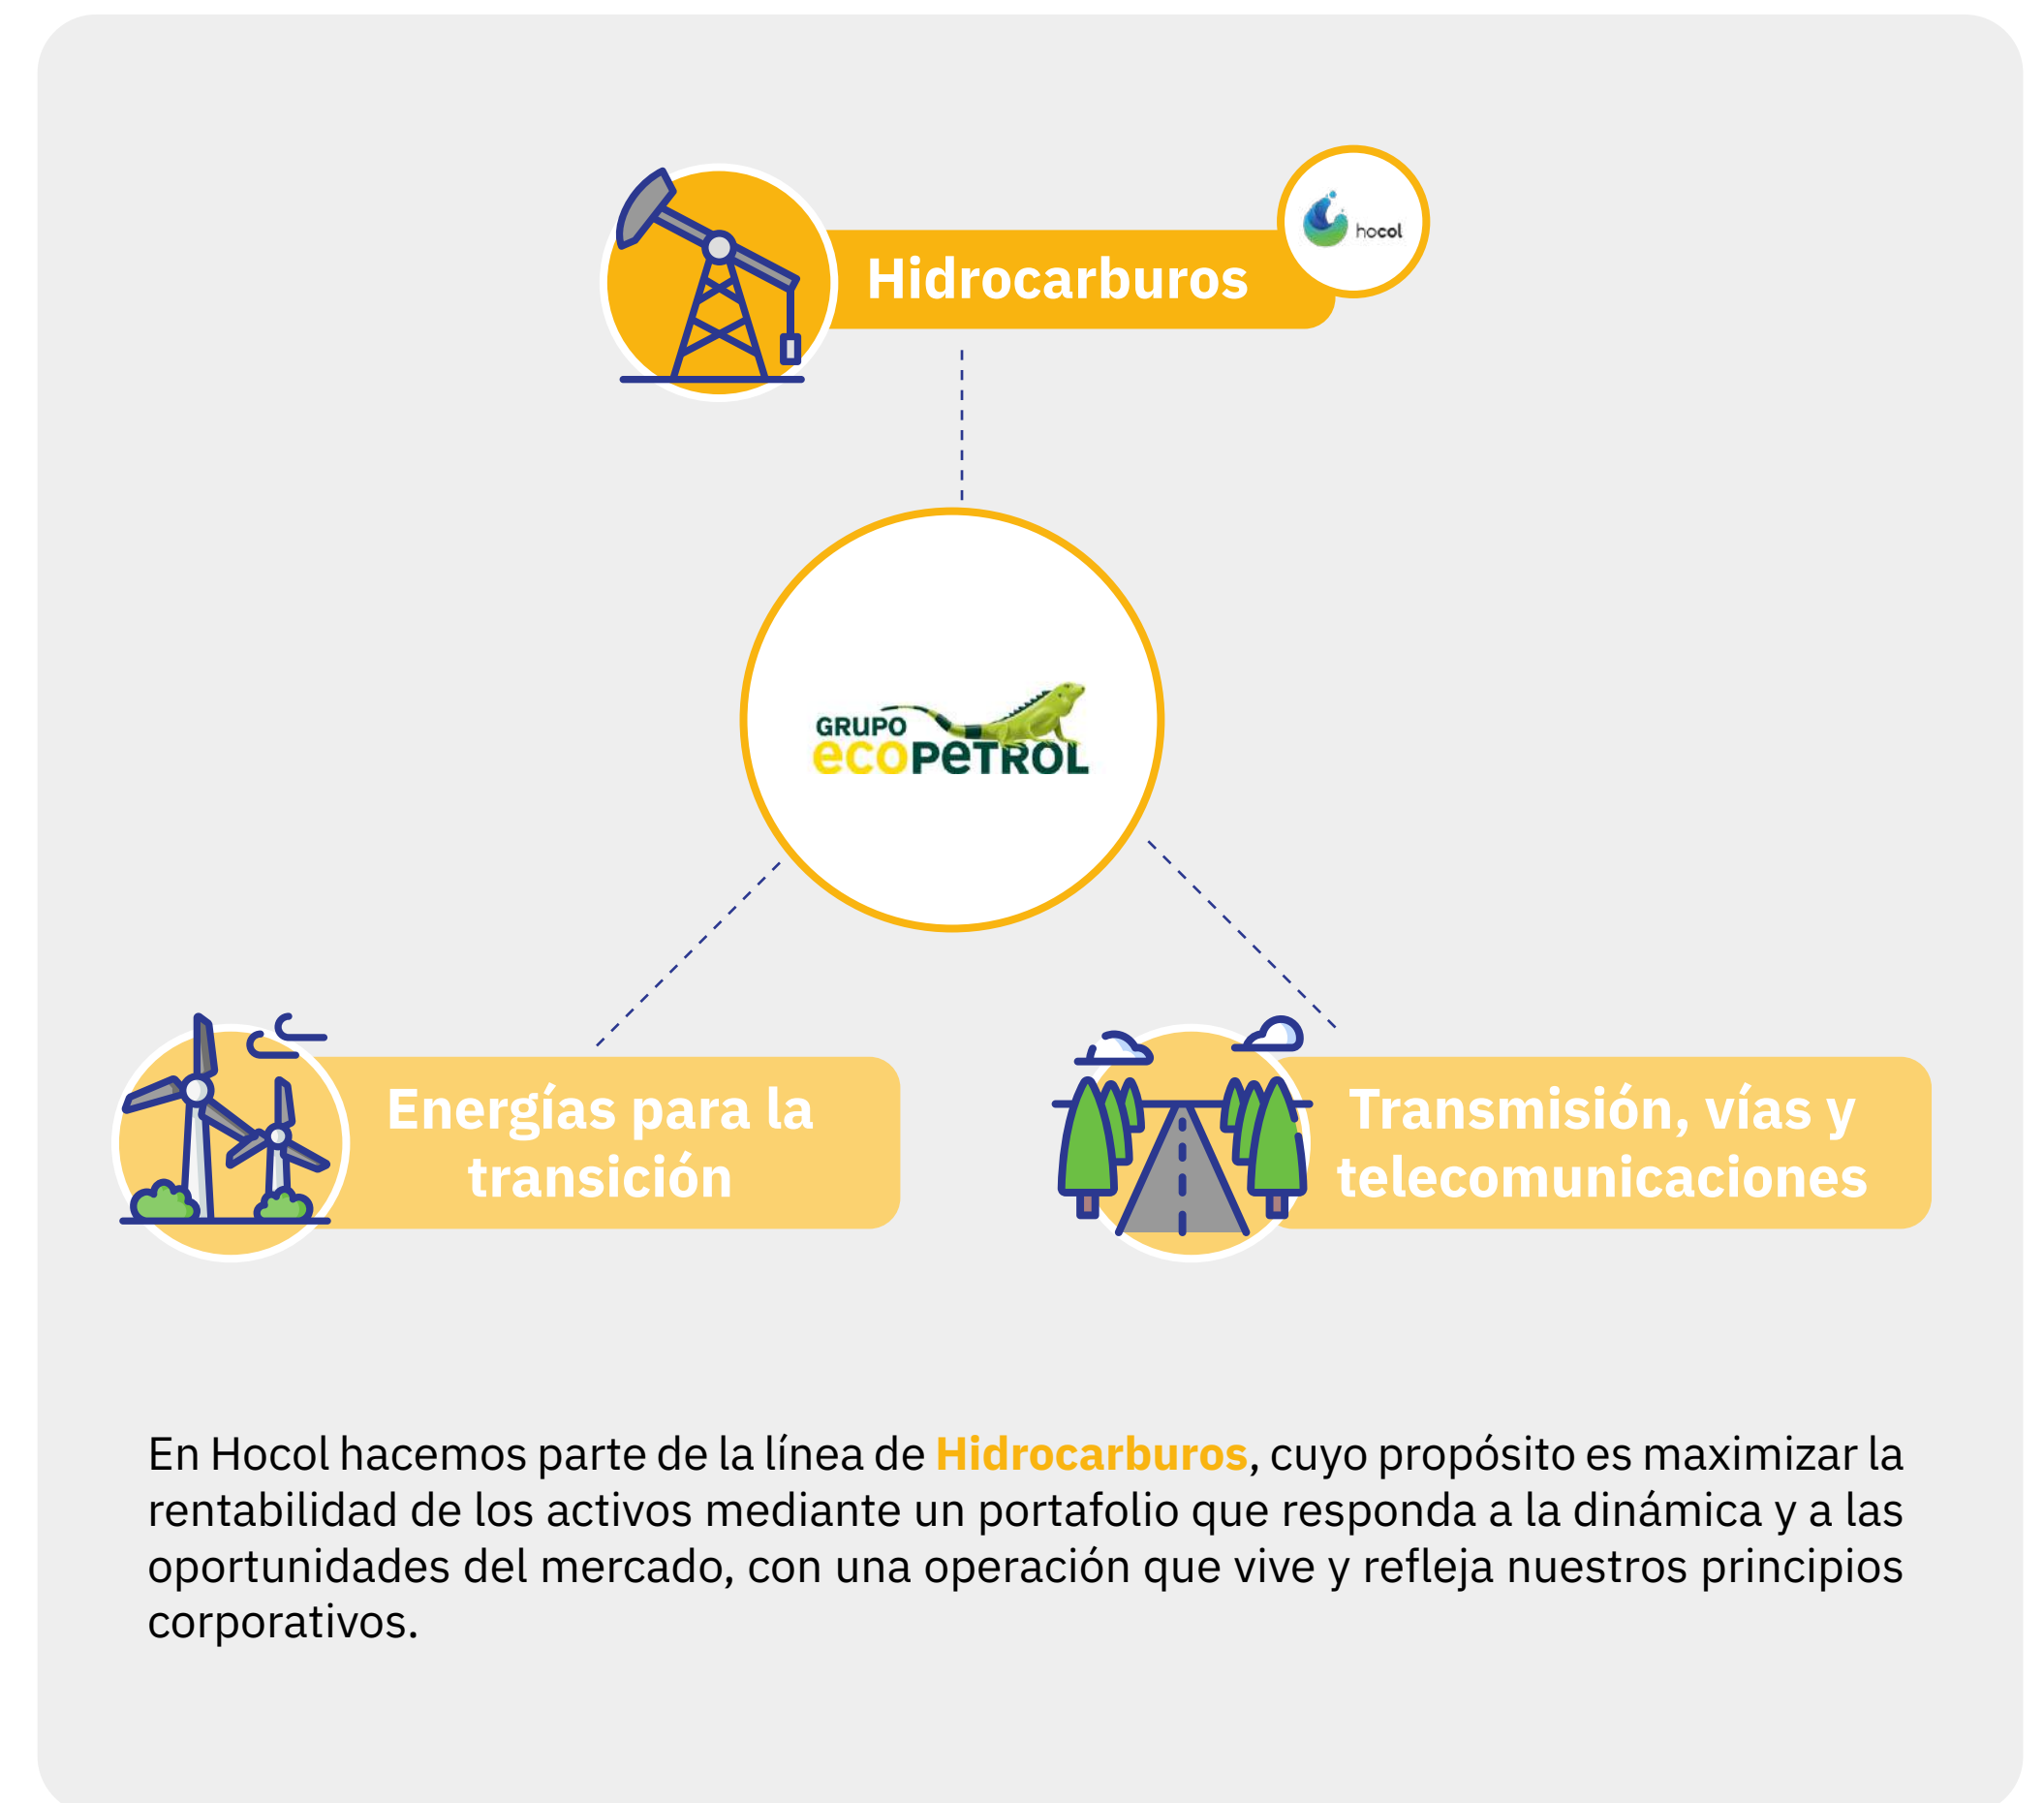 hocol
Hidrocarburos
GRUPO
ecoPeTROL
Energías para la
transición
Transmisión, vías y
telecomunicaciones
En Hocol hacemos parte de la línea de Hidrocarburos, cuyo propósito es maximizar la
rentabilidad de los activos mediante un portafolio que responda a la dinámica y a las
oportunidades del mercado, con una operación que vive y refleja nuestros principios
corporativos.